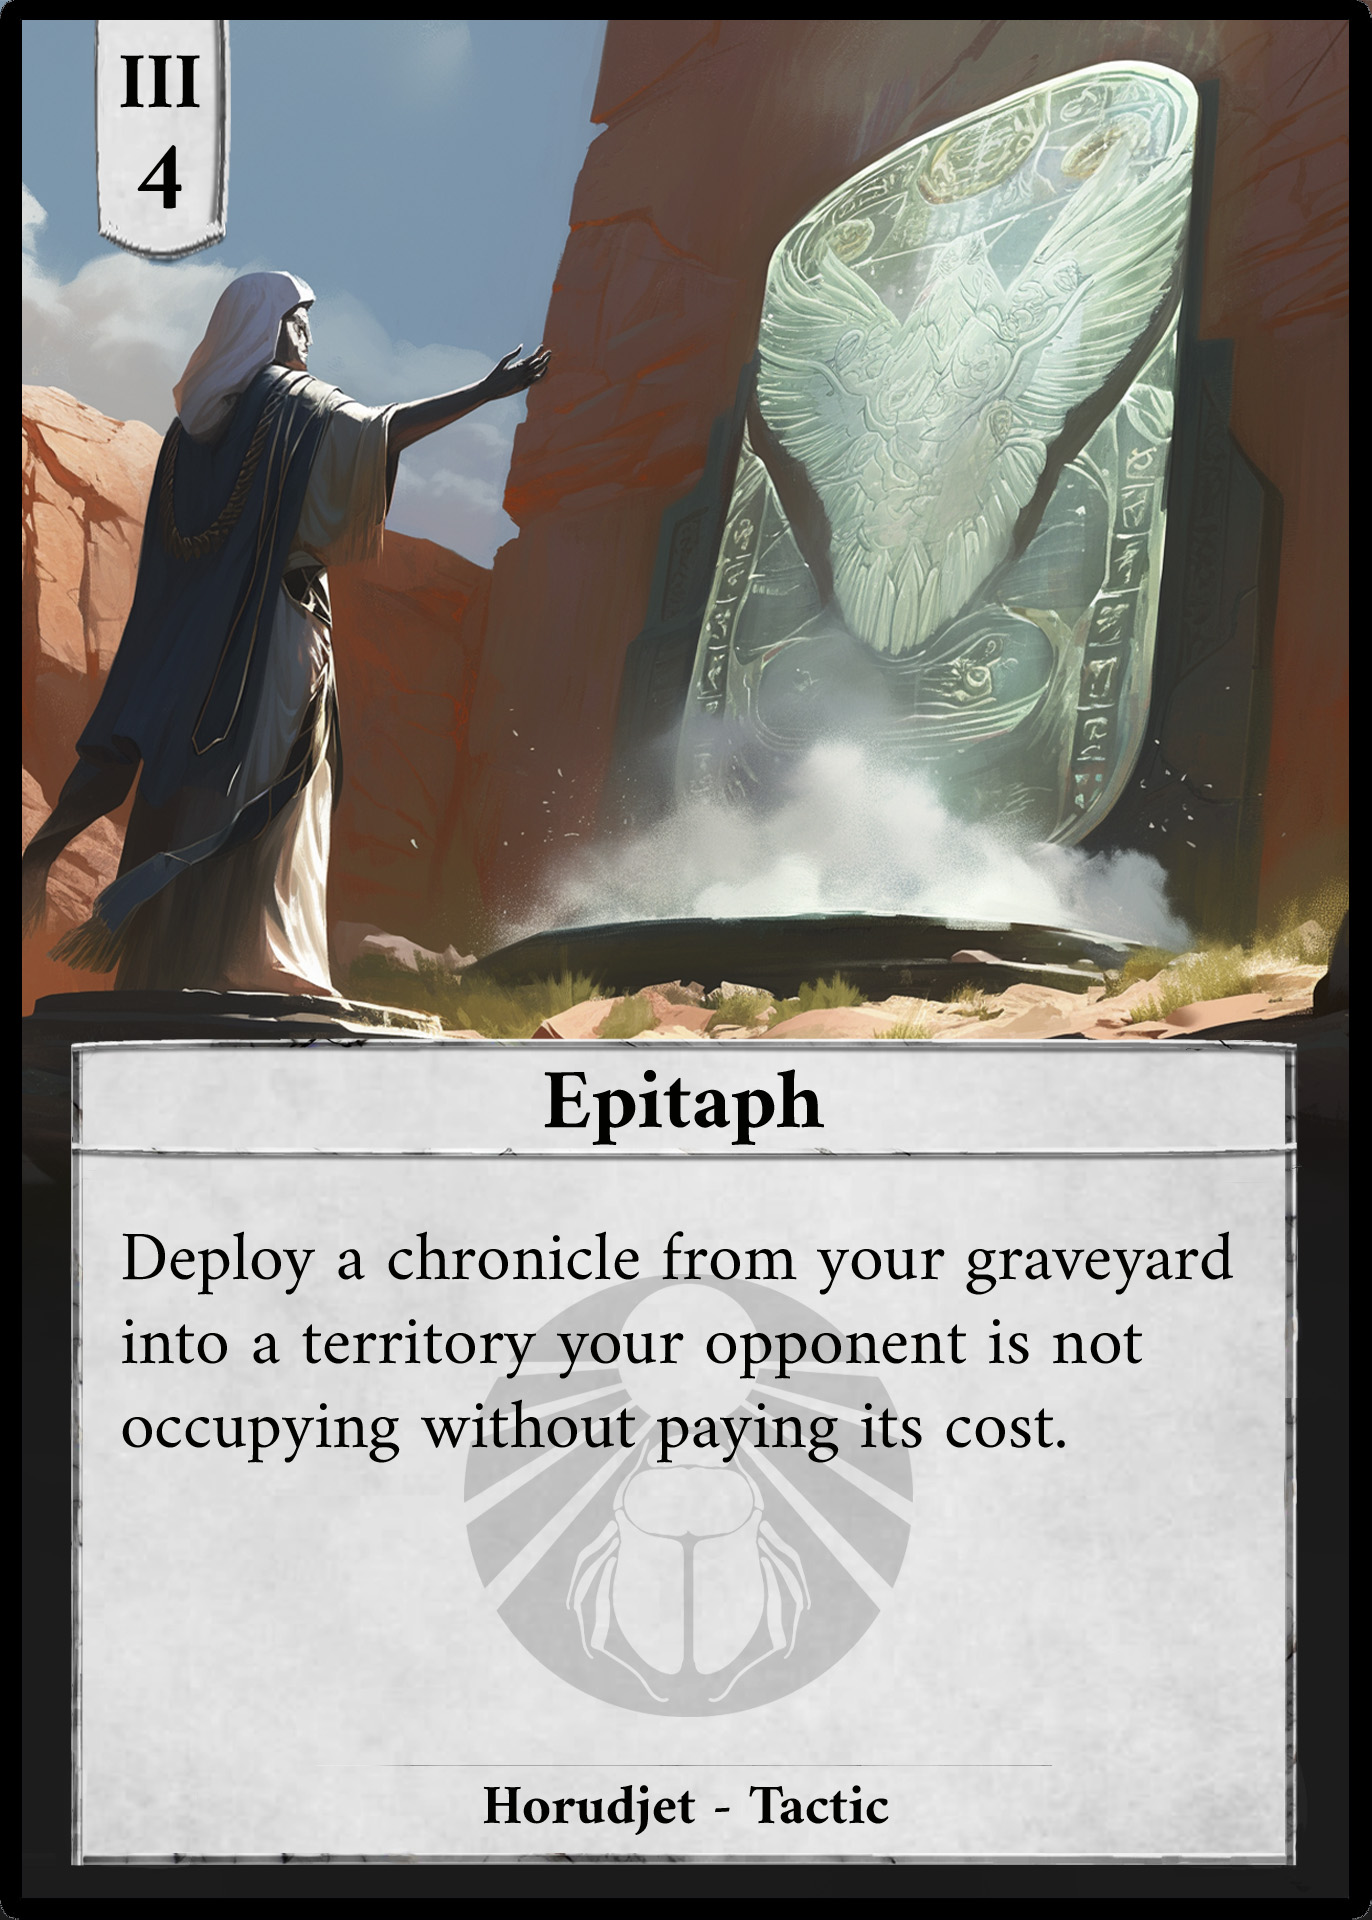 III
4
Epitaph
Deploy a chronicle from your graveyard
into a territory your opponent is not
occupying without paying its cost.
Horudjet - Tactic